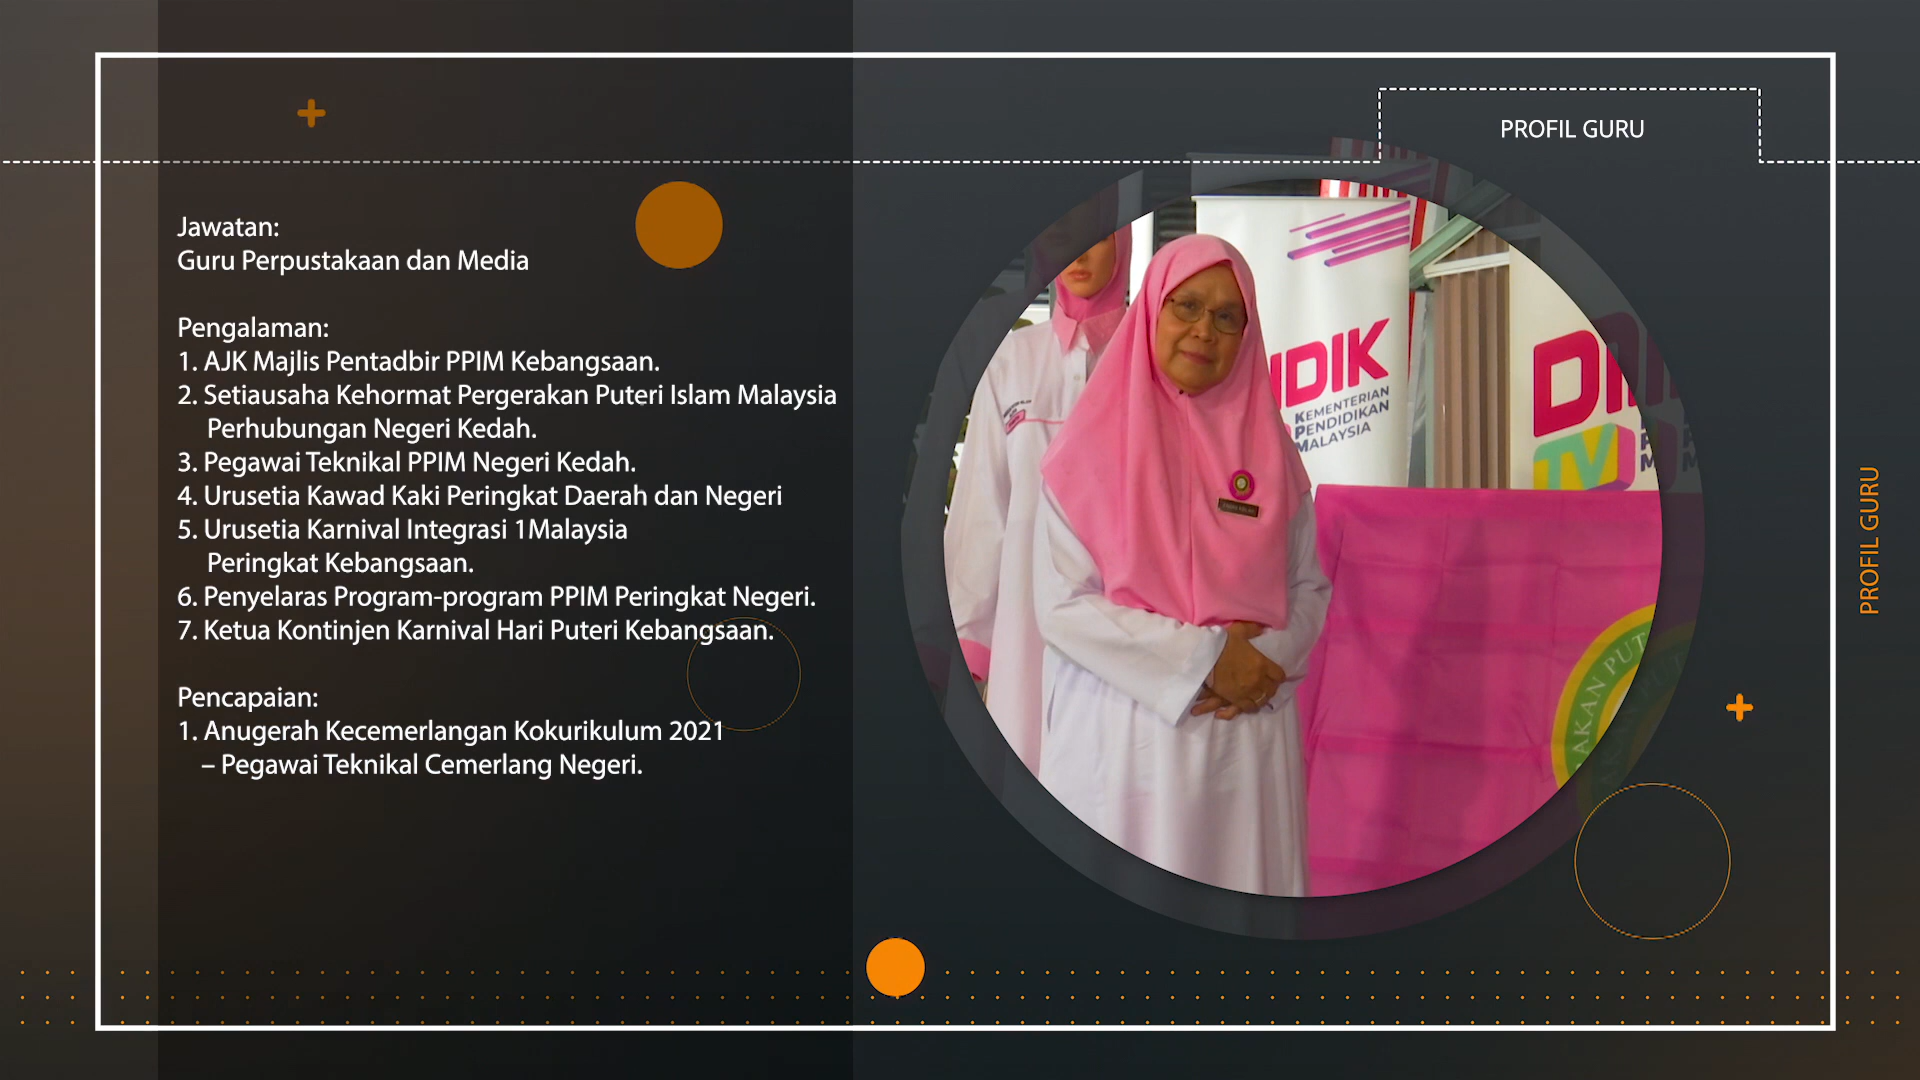 PROFIL GURU
Jawatan:
Guru Perpustakaan dan Media
Pengalaman:
1. AJK Majlis Pentadbir PPIM Kebangsaan.
2. Setiausaha Kehormat Pergerakan Puteri Islam Malaysia
Perhubungan Negeri Kedah.
3. Pegawai Teknikal PPIM Negeri Kedah.
4. Urusetia Kawad Kaki Peringkat Daerah dan Negeri
5. Urusetia Karnival Integrasi 1Malaysia
Peringkat Kebangsaan.
6. Penyelaras Program-program PPIM Peringkat Negeri.
7. Ketua Kontinjen Karnival Hari Puteri Kebangsaan.
Pencapaian:
1. Anugerah Kecemerlangan Kokurikulum 2021
– Pegawai Teknikal Cemerlang Negeri.
DIK
KEMENTERIAN
PENDIDIKAN
MALAYSIA
TV
AKAN PUT
PROFIL GURU